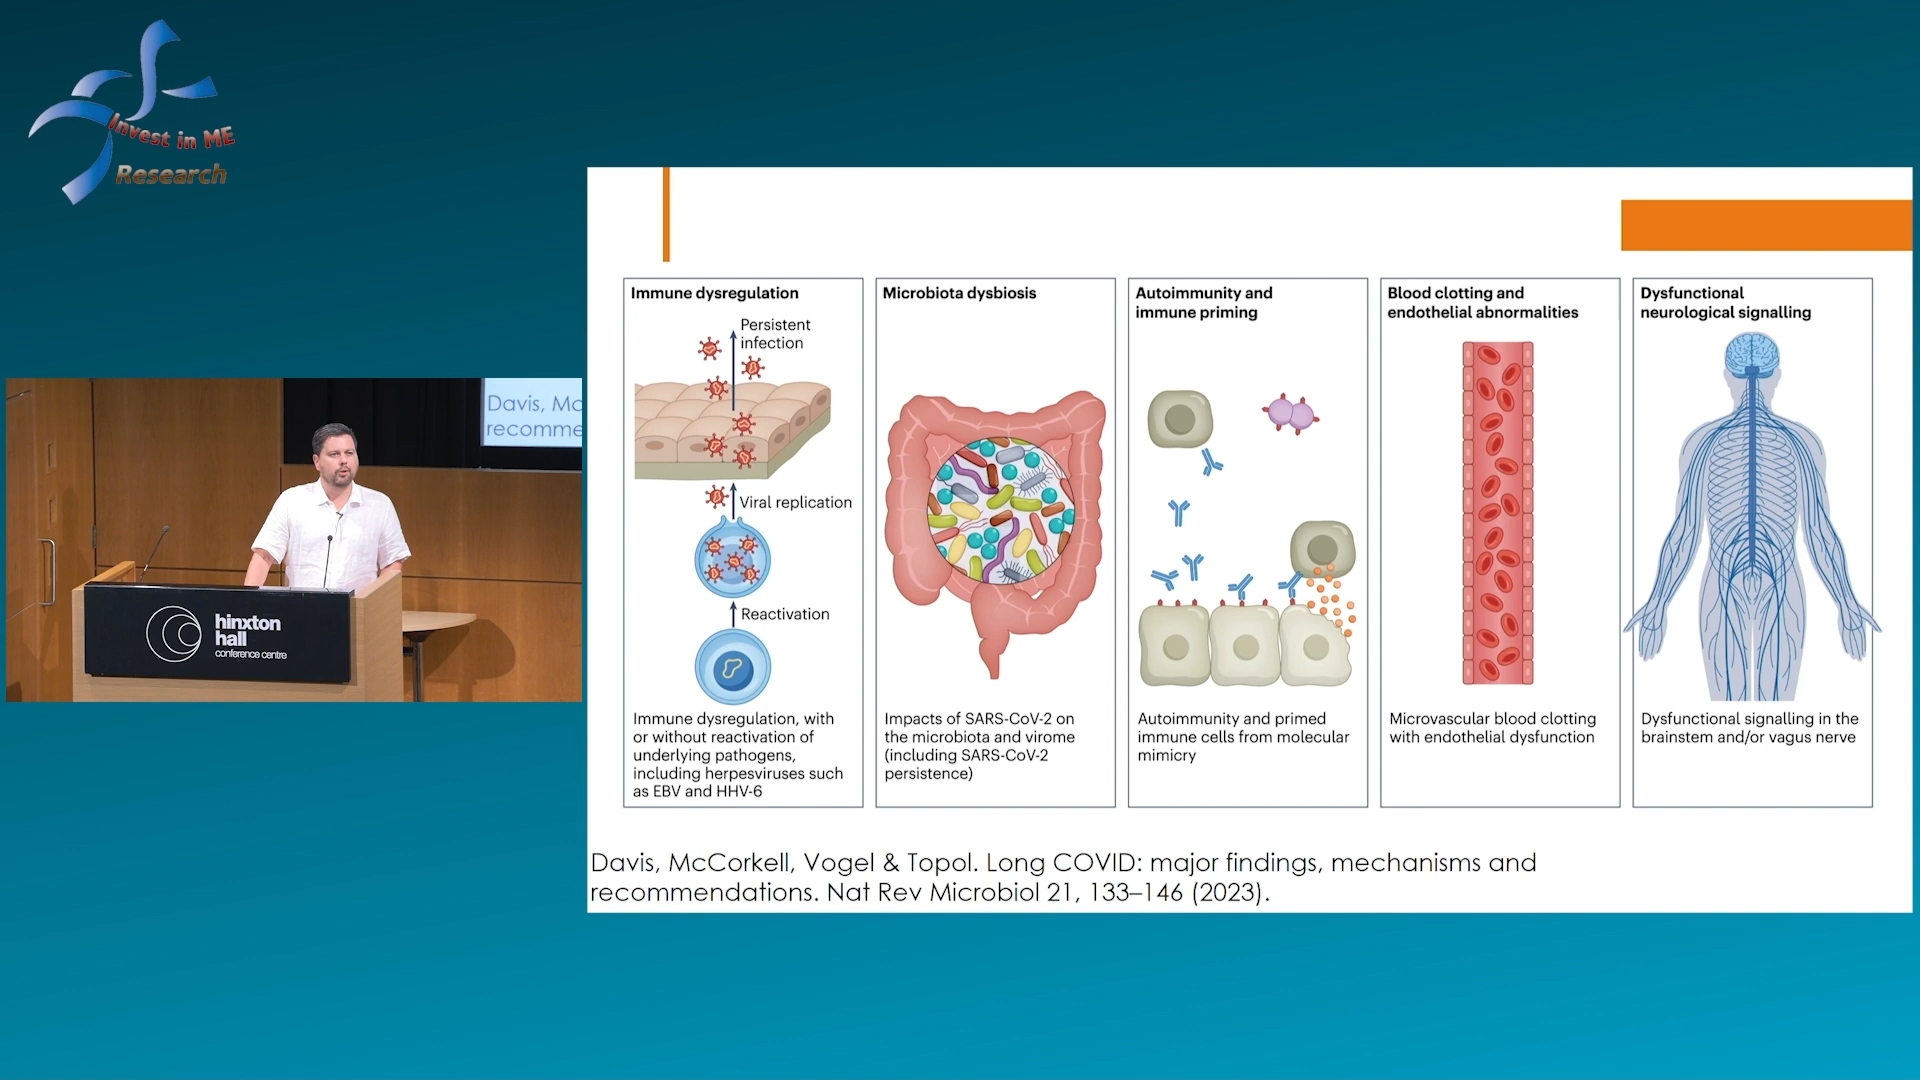 Invest in ME
Research
Davis, Mc
recomme
hinxton
hall
conference centre
Immune dysregulation
Persistent
infection
Viral replication
Reactivation
Immune dysregulation, with
or without reactivation of
underlying pathogens,
including herpesviruses such
as EBV and HHV-6
Microbiota dysbiosis
Impacts of SARS-CoV-2 on
the microbiota and virome
(including SARS-CoV-2
persistence)
Autoimmunity and
immune priming
Autoimmunity and primed
immune cells from molecular
mimicry
Blood clotting and
endothelial abnormalities
Microvascular blood clotting
with endothelial dysfunction
Dysfunctional
neurological signalling
Dysfunctional signalling in the
brainstem and/or vagus nerve
Davis, McCorkell, Vogel & Topol. Long COVID: major findings, mechanisms and
recommendations. Nat Rev Microbiol 21, 133–146 (2023).